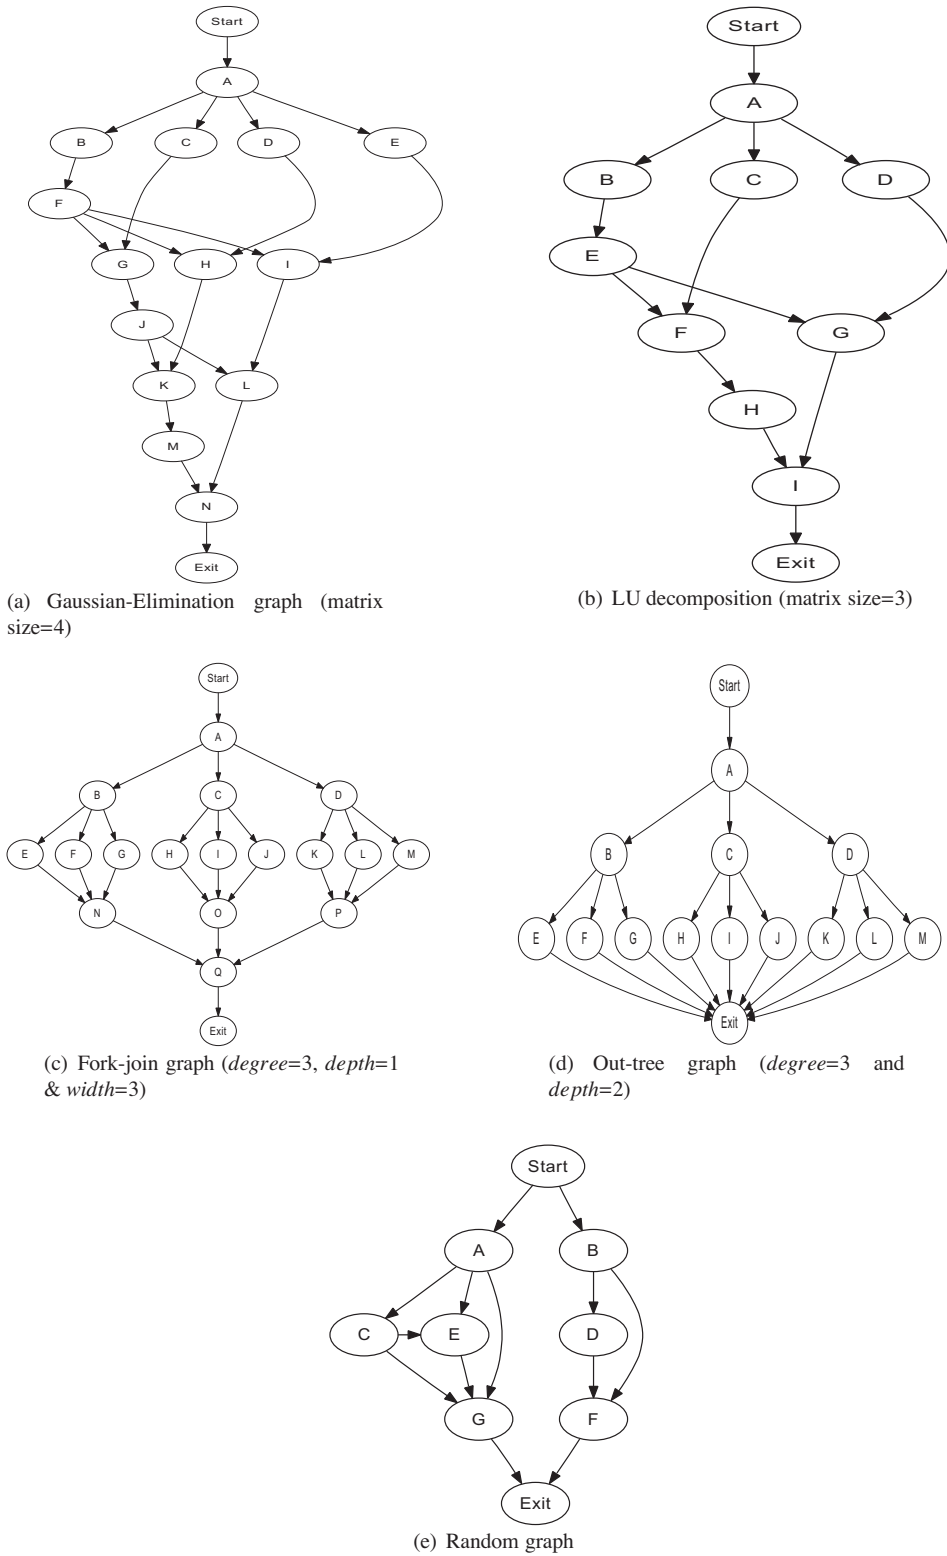 Start
A
B C D E
F
G H I
J
K L
M
N
Exit
(a) Gaussian-Elimination graph (matrix
size=4)
Start
A
B C D
E
F G
H
I
Exit
(b) LU decomposition (matrix size=3)
Start
A
B C D
E F G H I J K L M
N O P
Q
Exit
(c) Fork-join graph (degree=3, depth=1
& width=3)
Start
A
B C D
E F G H I J K L M
Exit
(d) Out-tree graph (degree=3 and
depth=2)
Start
A B
C E D
G F
Exit
(e) Random graph